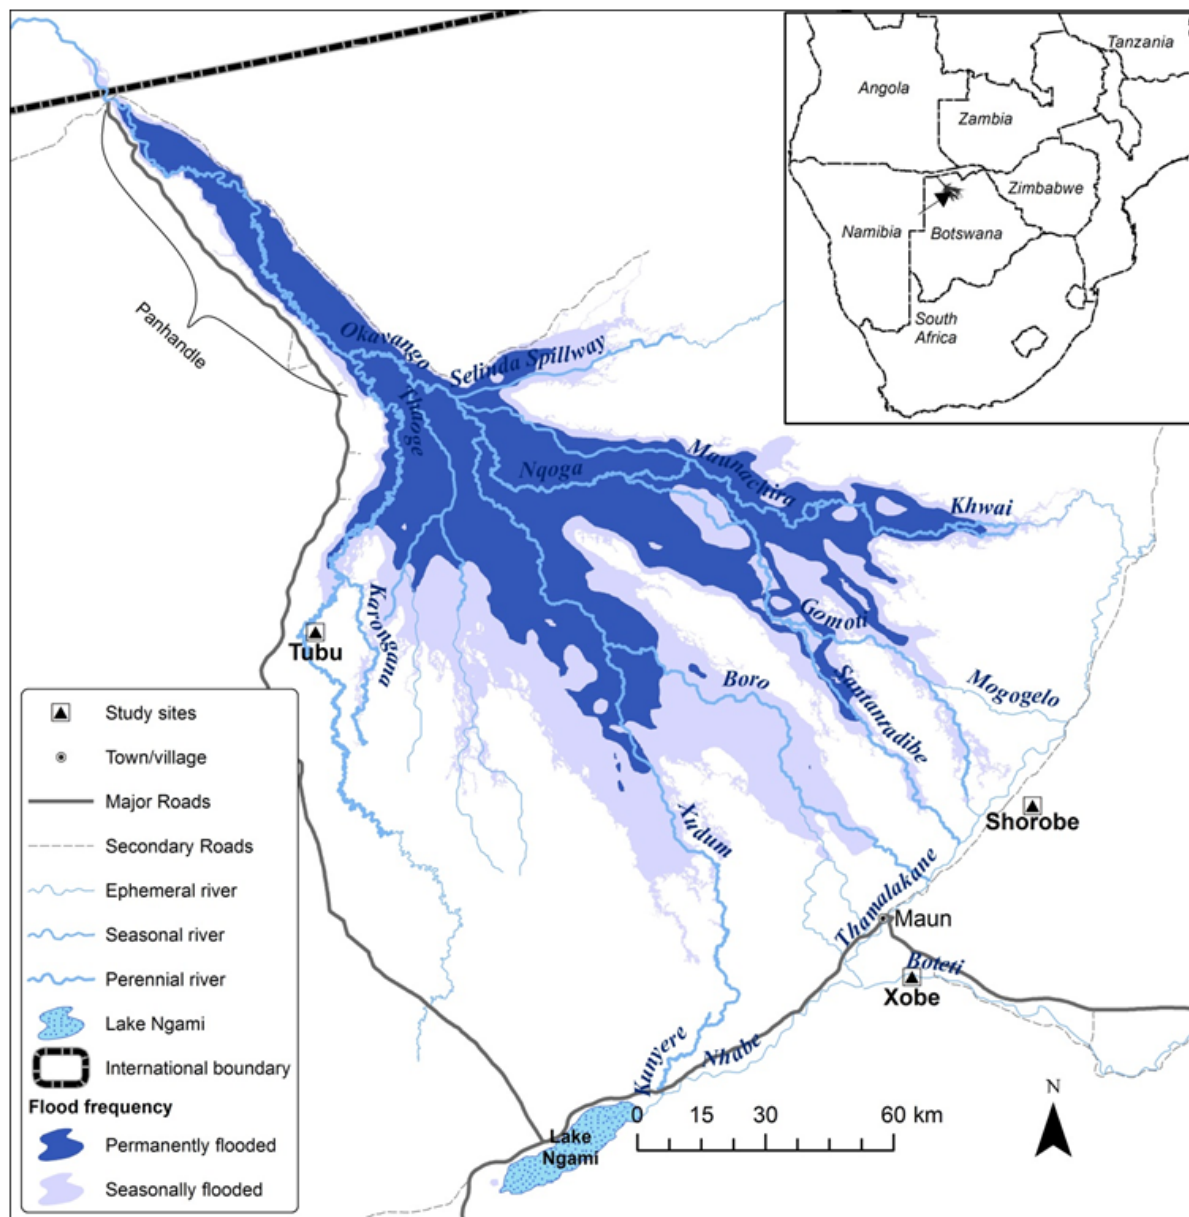 Angola
Tanzania
Zambia
Zimbabwe
Namibia
Botswana
South
Africa
Panhandle
Okavango
Selinda Spillway
Thaoge
Nqoga
Maunachira
Khwai
Karongana
Tubu
Gomoti
Boro
Santantadibe
Mogogelo
Xudum
Shorobe
Thamalakane
Maun
Boteti
Xobe
Kunyere
Nhabe
Lake
Ngami
0 15 30 60 km
N
Study sites
Town/village
Major Roads
Secondary Roads
Ephemeral river
Seasonal river
Perennial river
Lake Ngami
International boundary
Flood frequency
Permanently flooded
Seasonally flooded